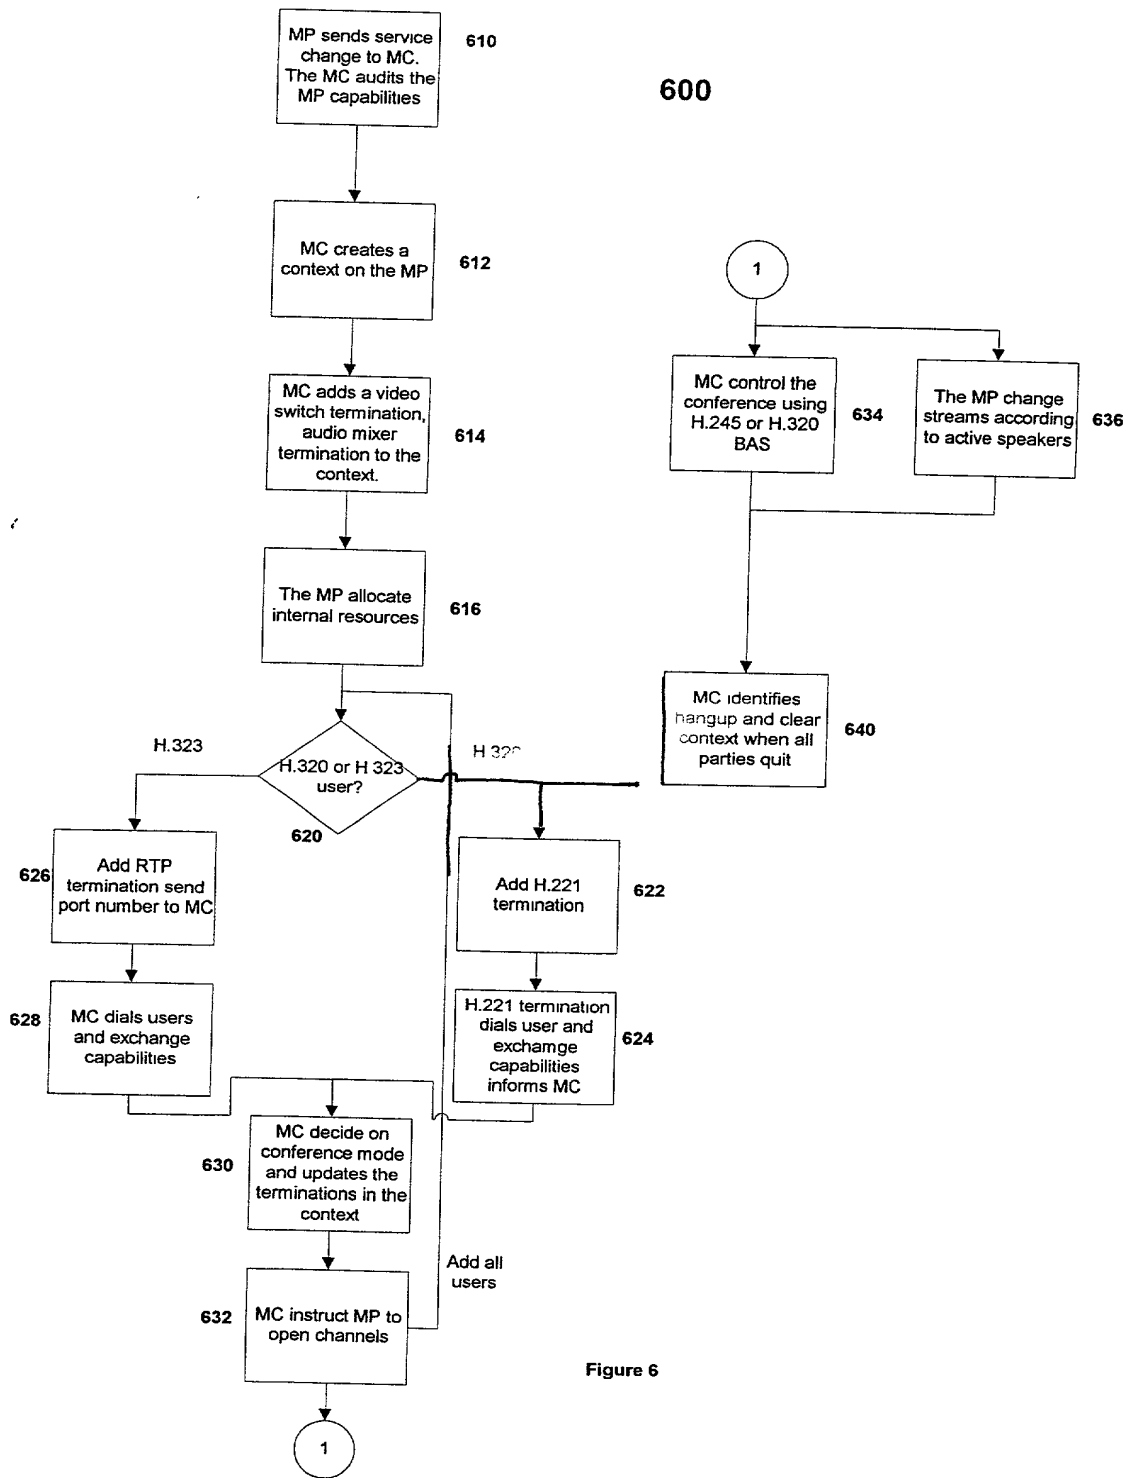 MP sends service
change to MC.
The MC audits the
MP capabilities
610
600
MC creates a
context on the MP
612
MC adds a video
switch termination,
audio mixer
termination to the
context.
614
The MP allocate
internal resources
616
H.323
H.320 or H 323
user?
620
626
Add RTP
termination send
port number to MC
Add H.221
termination
622
628
MC dials users
and exchange
capabilities
H.221 termination
dials user and
exchamge
capabilities
informs MC
624
630
MC decide on
conference mode
and updates the
terminations in the
context
Add all
users
632
MC instruct MP to
open channels
1
1
MC control the
conference using
H.245 or H.320
BAS
634
The MP change
streams according
to active speakers
636
MC identifies
hangup and clear
context when all
parties quit
640
Figure 6